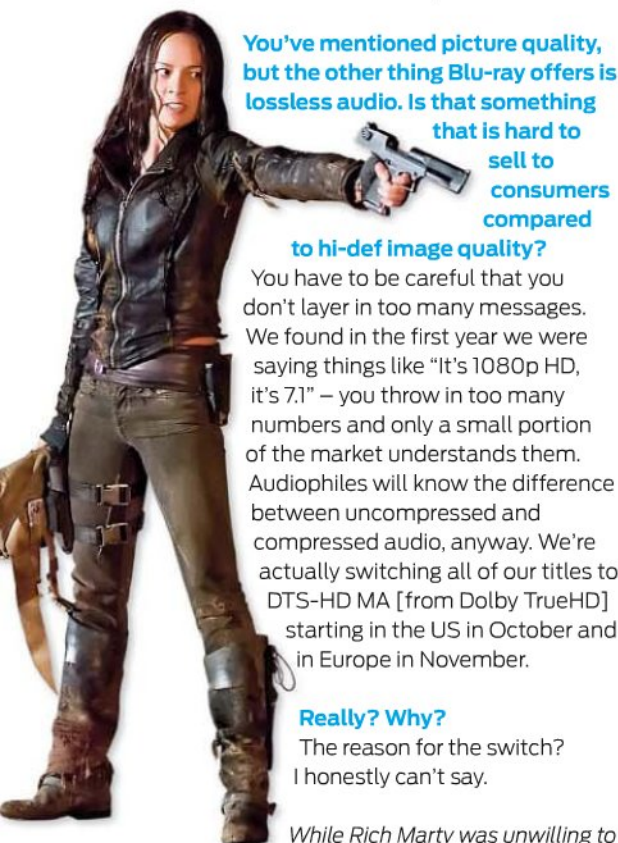 You’ve mentioned picture quality,
but the other thing Blu-ray offers is
lossless audio. Is that something
that is hard to
sell to
consumers
compared
to hi-def image quality?
You have to be careful that you
don’t layer in too many messages.
We found in the first year we were
saying things like “It’s 1080p HD,
it’s 7.1” – you throw in too many
numbers and only a small portion
of the market understands them.
Audiophiles will know the difference
between uncompressed and
compressed audio, anyway. We’re
actually switching all of our titles to
DTS-HD MA [from Dolby TrueHD]
starting in the US in October and
in Europe in November.
Really? Why?
The reason for the switch?
I honestly can’t say.
While Rich Marty was unwilling to